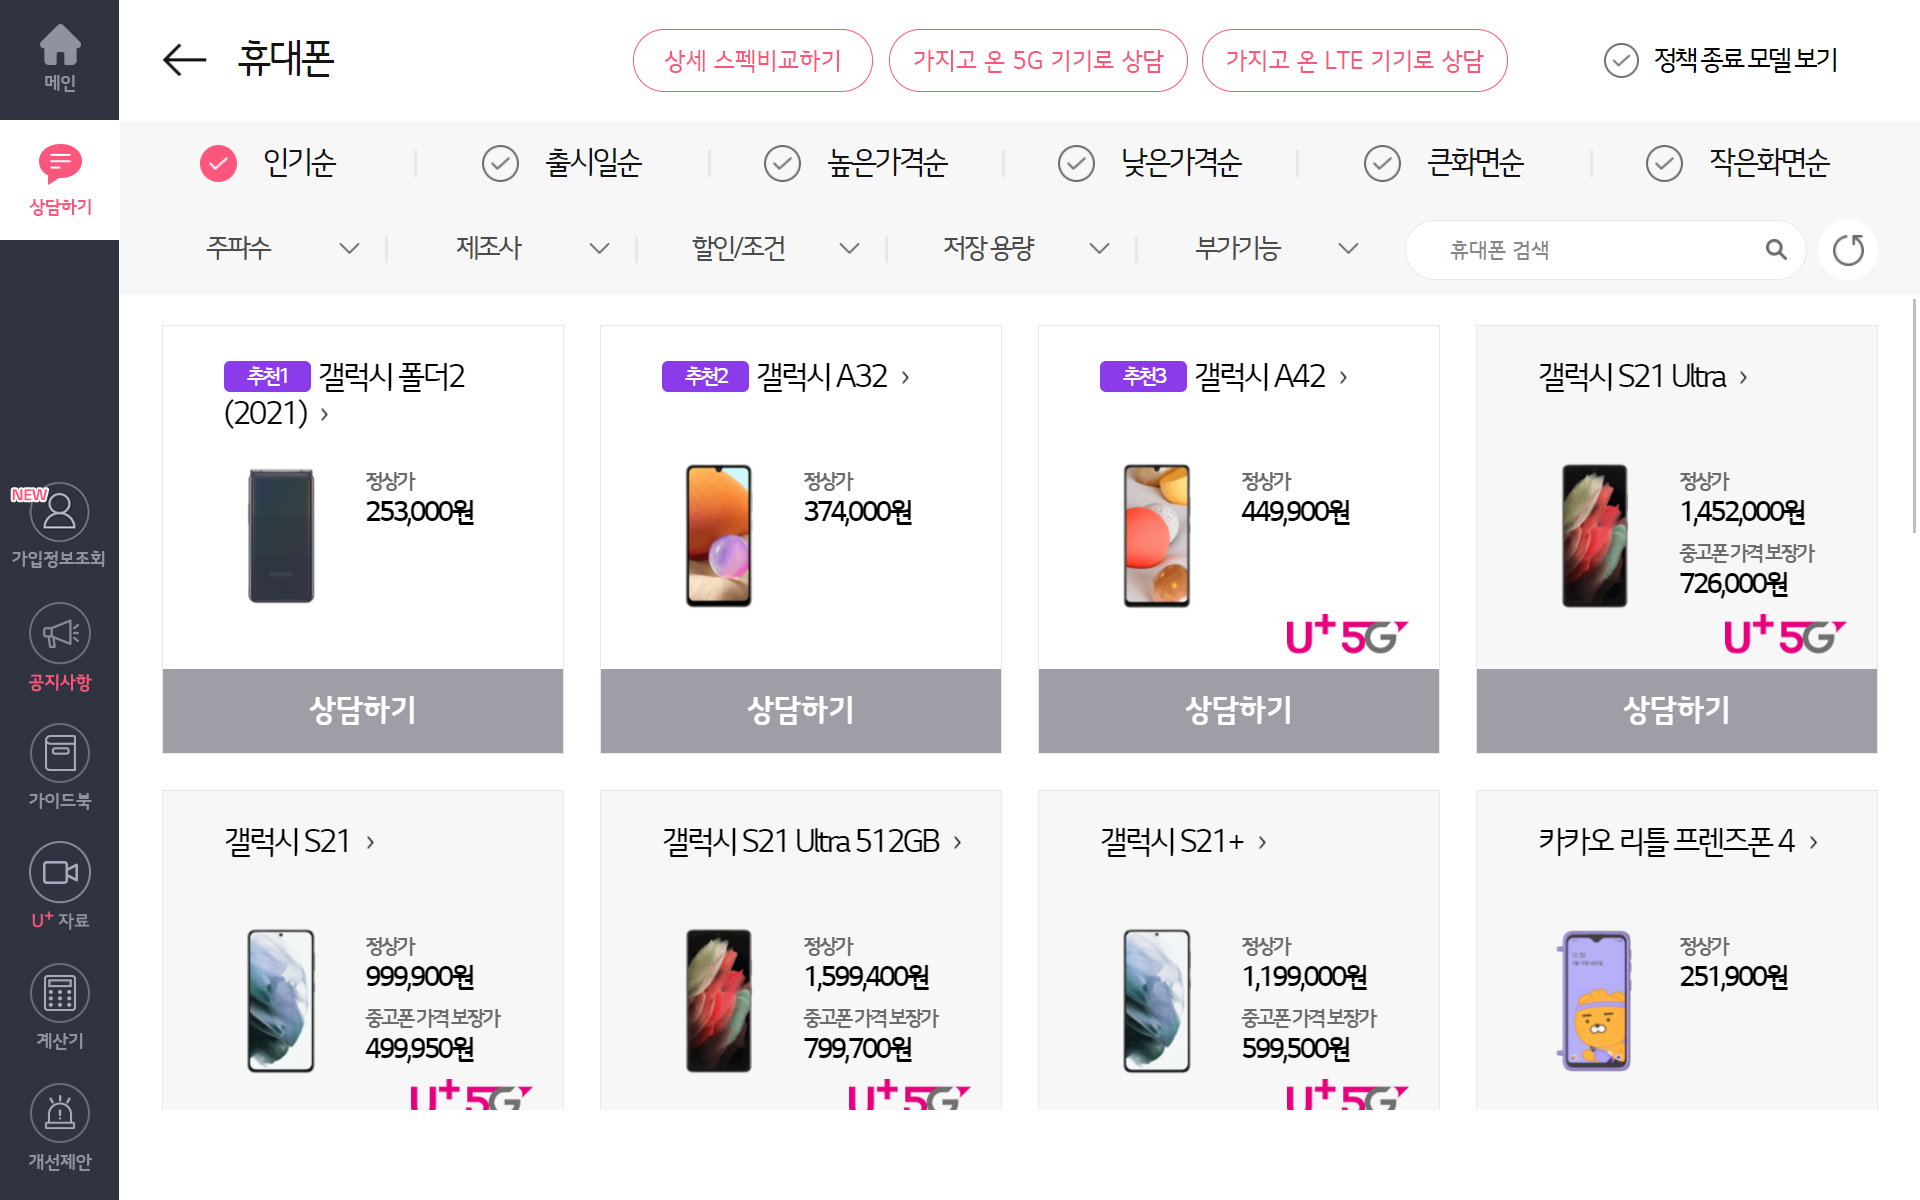 메인
상담하기
NEW
가입정보조회
공지사항
가이드북
U+ 자료
계산기
개선제안
휴대폰
상세 스펙비교하기
가지고 온 5G 기기로 상담
가지고 온 LTE 기기로 상담
정책 종료 모델 보기
인기순
출시일순
높은가격순
낮은가격순
큰화면순
작은화면순
주파수
제조사
할인/조건
저장 용량
부가기능
휴대폰 검색
추천1 갤럭시 폴더2
(2021) ›
정상가
253,000원
상담하기
추천2 갤럭시 A32 ›
정상가
374,000원
상담하기
추천3 갤럭시 A42 ›
정상가
449,900원
U+5G
상담하기
갤럭시 S21 Ultra ›
정상가
1,452,000원
중고폰 가격 보장가
726,000원
U+5G
상담하기
갤럭시 S21 ›
정상가
999,900원
중고폰 가격 보장가
499,950원
U+5G
갤럭시 S21 Ultra 512GB ›
정상가
1,599,400원
중고폰 가격 보장가
799,700원
U+5G
갤럭시 S21+ ›
정상가
1,199,000원
중고폰 가격 보장가
599,500원
U+5G
카카오 리틀 프렌즈폰 4 ›
정상가
251,900원